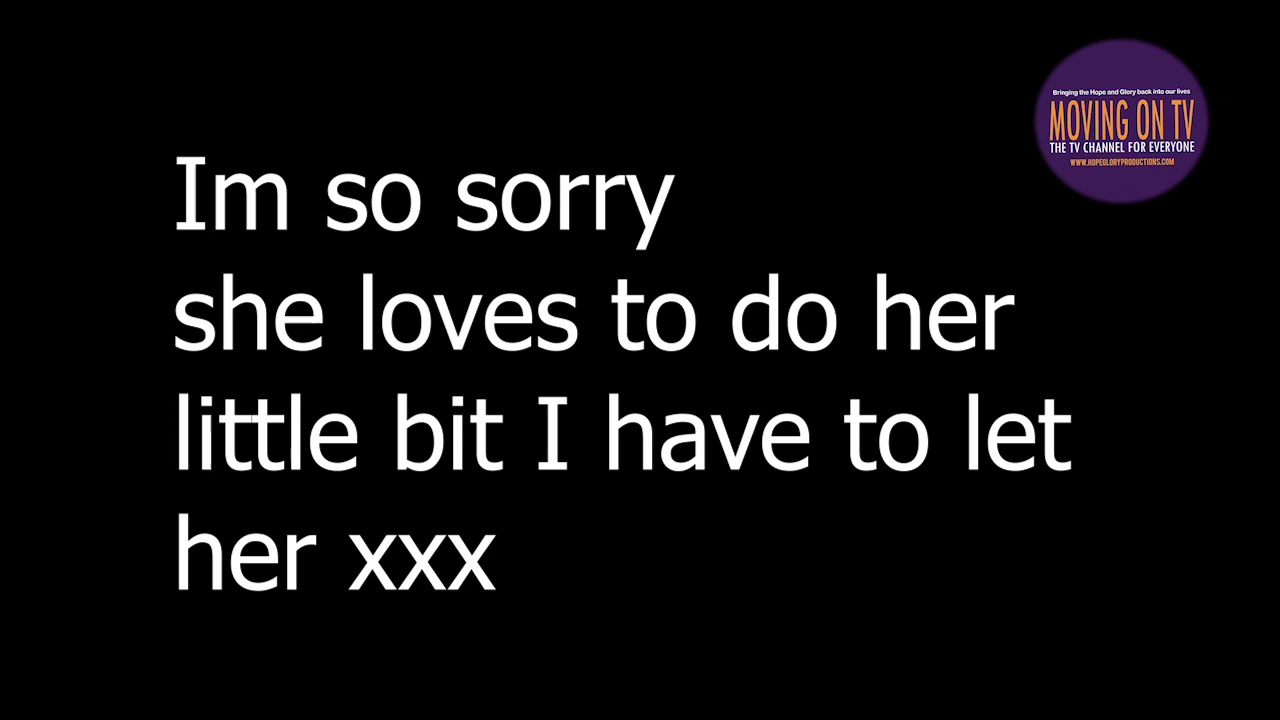 Bringing the Hope and Glory back into our lives
MOVING ON TV
THE TV CHANNEL FOR EVERYONE
WWW.HOPEGLORYPRODUCTIONS.COM
Im so sorry
she loves to do her
little bit I have to let
her xxx